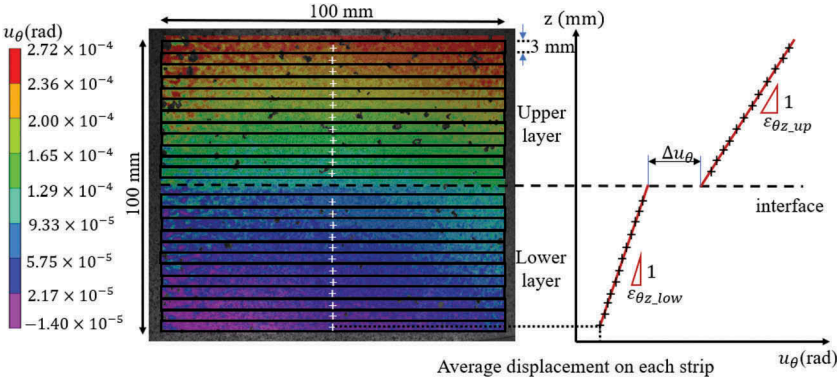 100 mm
z (mm)
u_θ(rad)
2.72 × 10⁻⁴
2.36 × 10⁻⁴
2.00 × 10⁻⁴
1.65 × 10⁻⁴
1.29 × 10⁻⁴
9.33 × 10⁻⁵
5.75 × 10⁻⁵
2.17 × 10⁻⁵
−1.40 × 10⁻⁵
100 mm
3 mm
Upper
layer
Lower
layer
1
ε_θz_up
Δu_θ
interface
1
ε_θz_low
u_θ(rad)
Average displacement on each strip